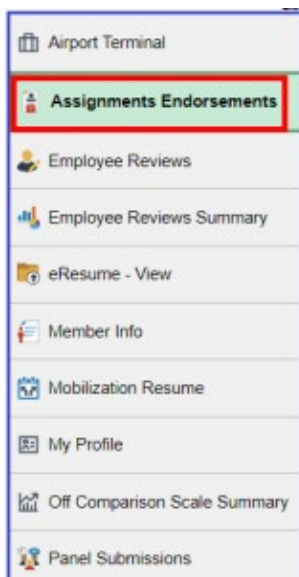 Airport Terminal
Assignments Endorsements
Employee Reviews
Employee Reviews Summary
eResume - View
Member Info
Mobilization Resume
My Profile
Off Comparison Scale Summary
Panel Submissions